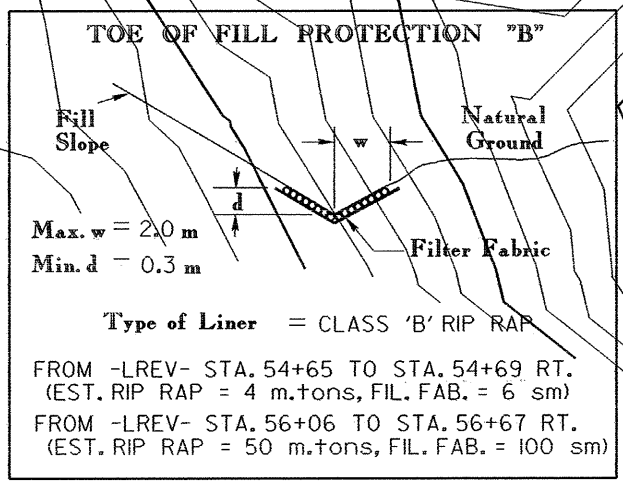 TOE OF FILL PROTECTION "B"
Fill
Slope
Natural
Ground
w
d
Max. w = 2.0 m
Min. d = 0.3 m
Filter Fabric
Type of Liner = CLASS 'B' RIP RAP
FROM -LREV- STA. 54+65 TO STA. 54+69 RT.
(EST. RIP RAP = 4 m.tons, FIL. FAB. = 6 sm)
FROM -LREV- STA. 56+06 TO STA. 56+67 RT.
(EST. RIP RAP = 50 m.tons, FIL. FAB. = 100 sm)